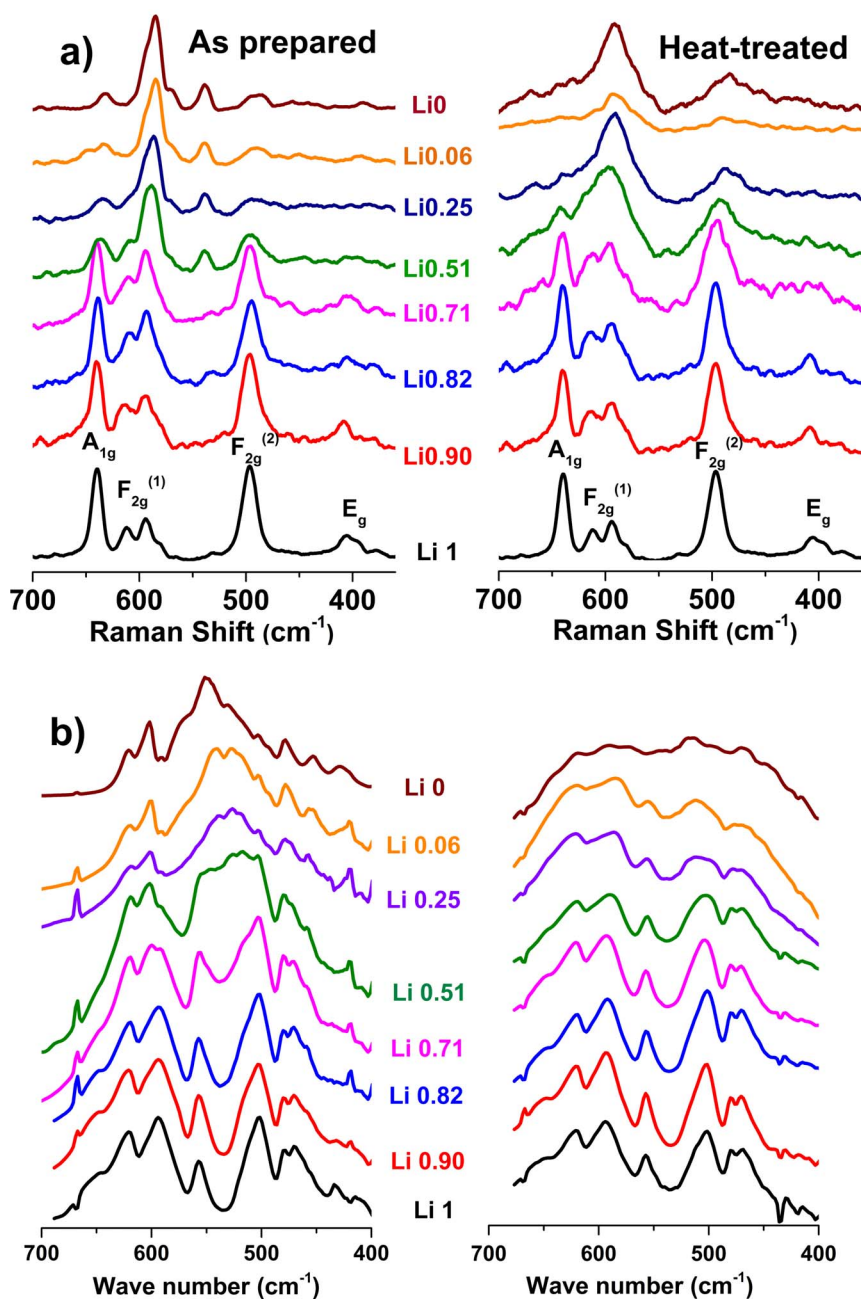 a)
As prepared
Heat-treated
Li0
Li0.06
Li0.25
Li0.51
Li0.71
Li0.82
Li0.90
Li 1
A1g
F2g(1)
F2g(2)
Eg
A1g
F2g(1)
F2g(2)
Eg
700 600 500 400
700 600 500 400
Raman Shift (cm-1)
Raman Shift (cm-1)
b)
Li 0
Li 0.06
Li 0.25
Li 0.51
Li 0.71
Li 0.82
Li 0.90
Li 1
700 600 500 400
700 600 500 400
Wave number (cm-1)
Wave number (cm-1)